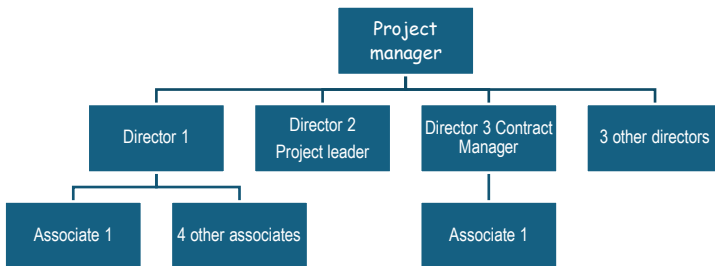 Project
manager
Director 1
Director 2
Project leader
Director 3 Contract
Manager
3 other directors
Associate 1
4 other associates
Associate 1